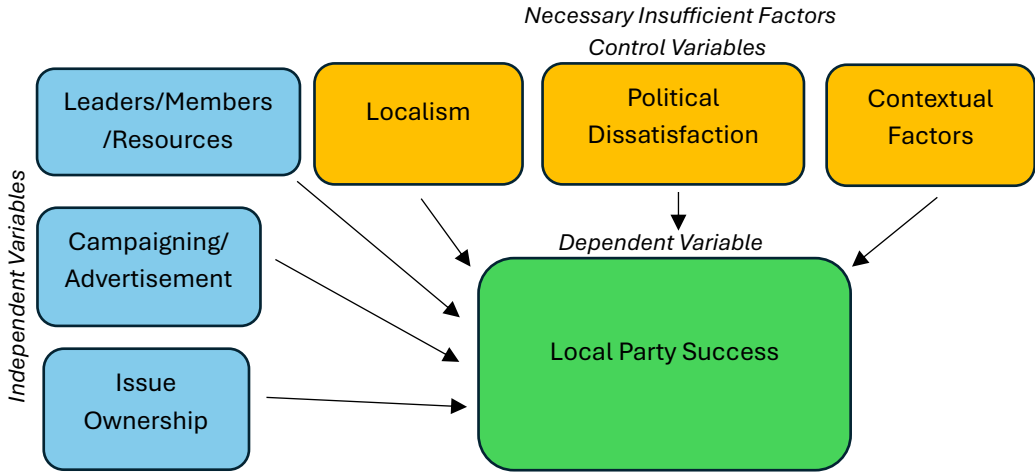 Necessary Insufficient Factors
Control Variables
Leaders/Members
/Resources
Localism
Political
Dissatisfaction
Contextual
Factors
Independent Variables
Campaigning/
Advertisement
Issue
Ownership
Dependent Variable
Local Party Success